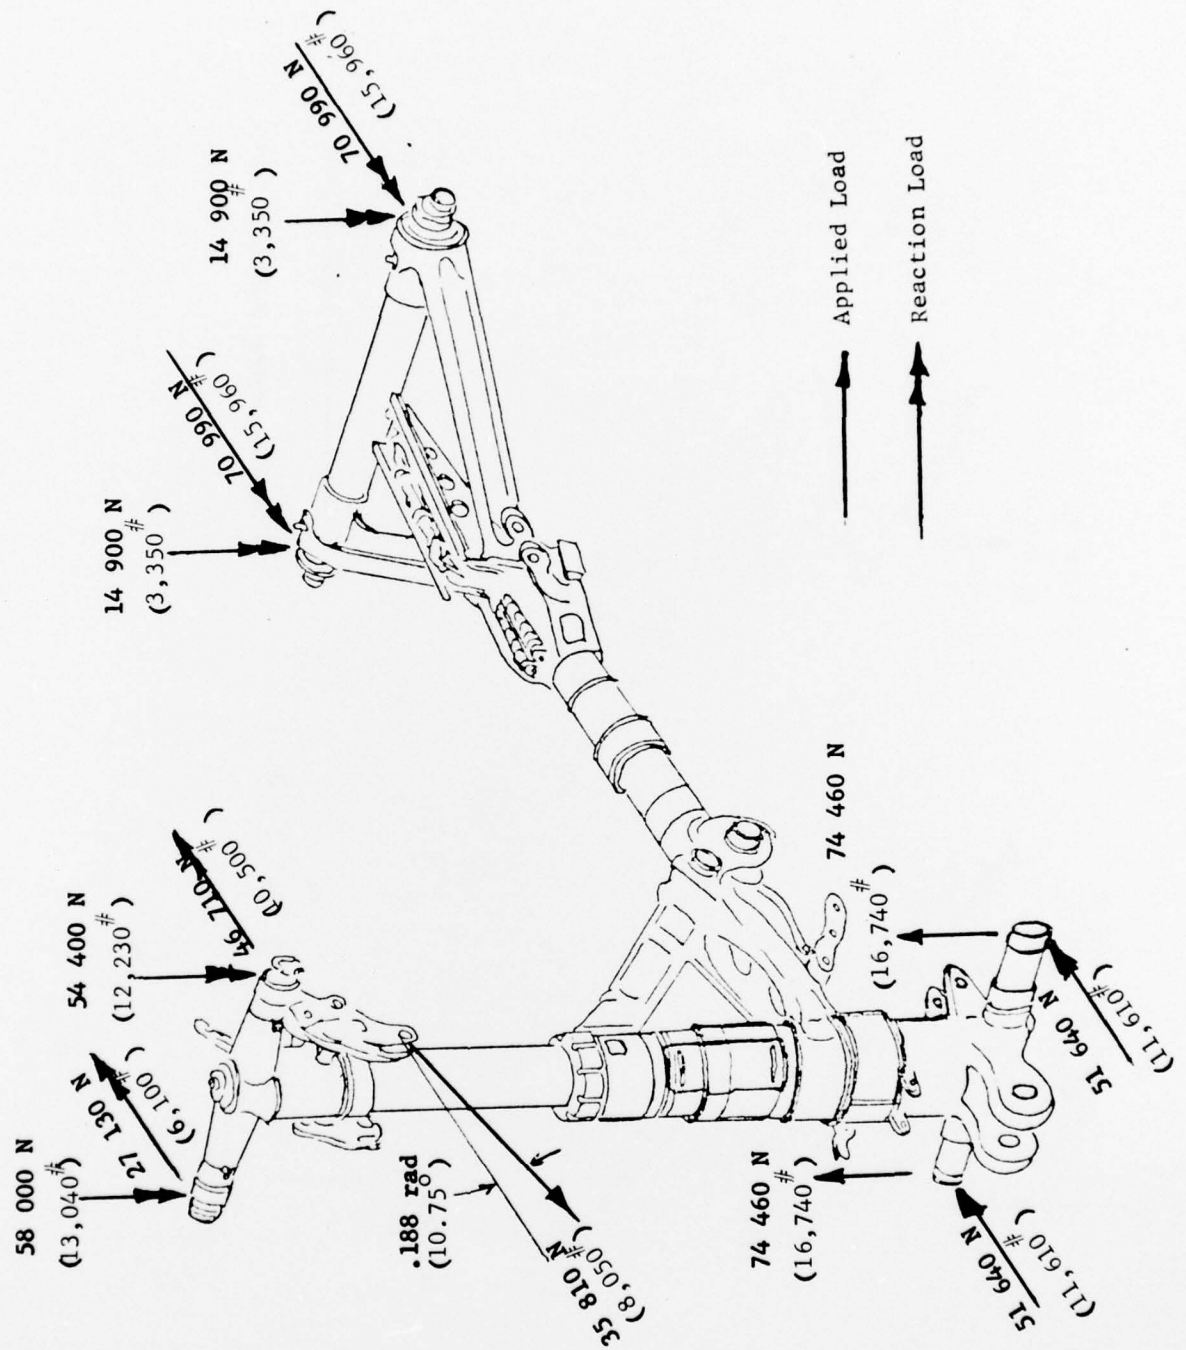 58 000 N
(13,040#)
27 130 N
(6,100#)
54 400 N
(12,230#)
46 710 N
(10,500#)
14 900 N
(3,350#)
70 990 N
(15,960#)
14 900 N
(3,350#)
70 990 N
(15,960#)
.188 rad
(10.75°)
35 810 N
(8,050#)
74 460 N
(16,740#)
74 460 N
(16,740#)
51 640 N
(11,610#)
51 640 N
(11,610#)
Applied Load
Reaction Load